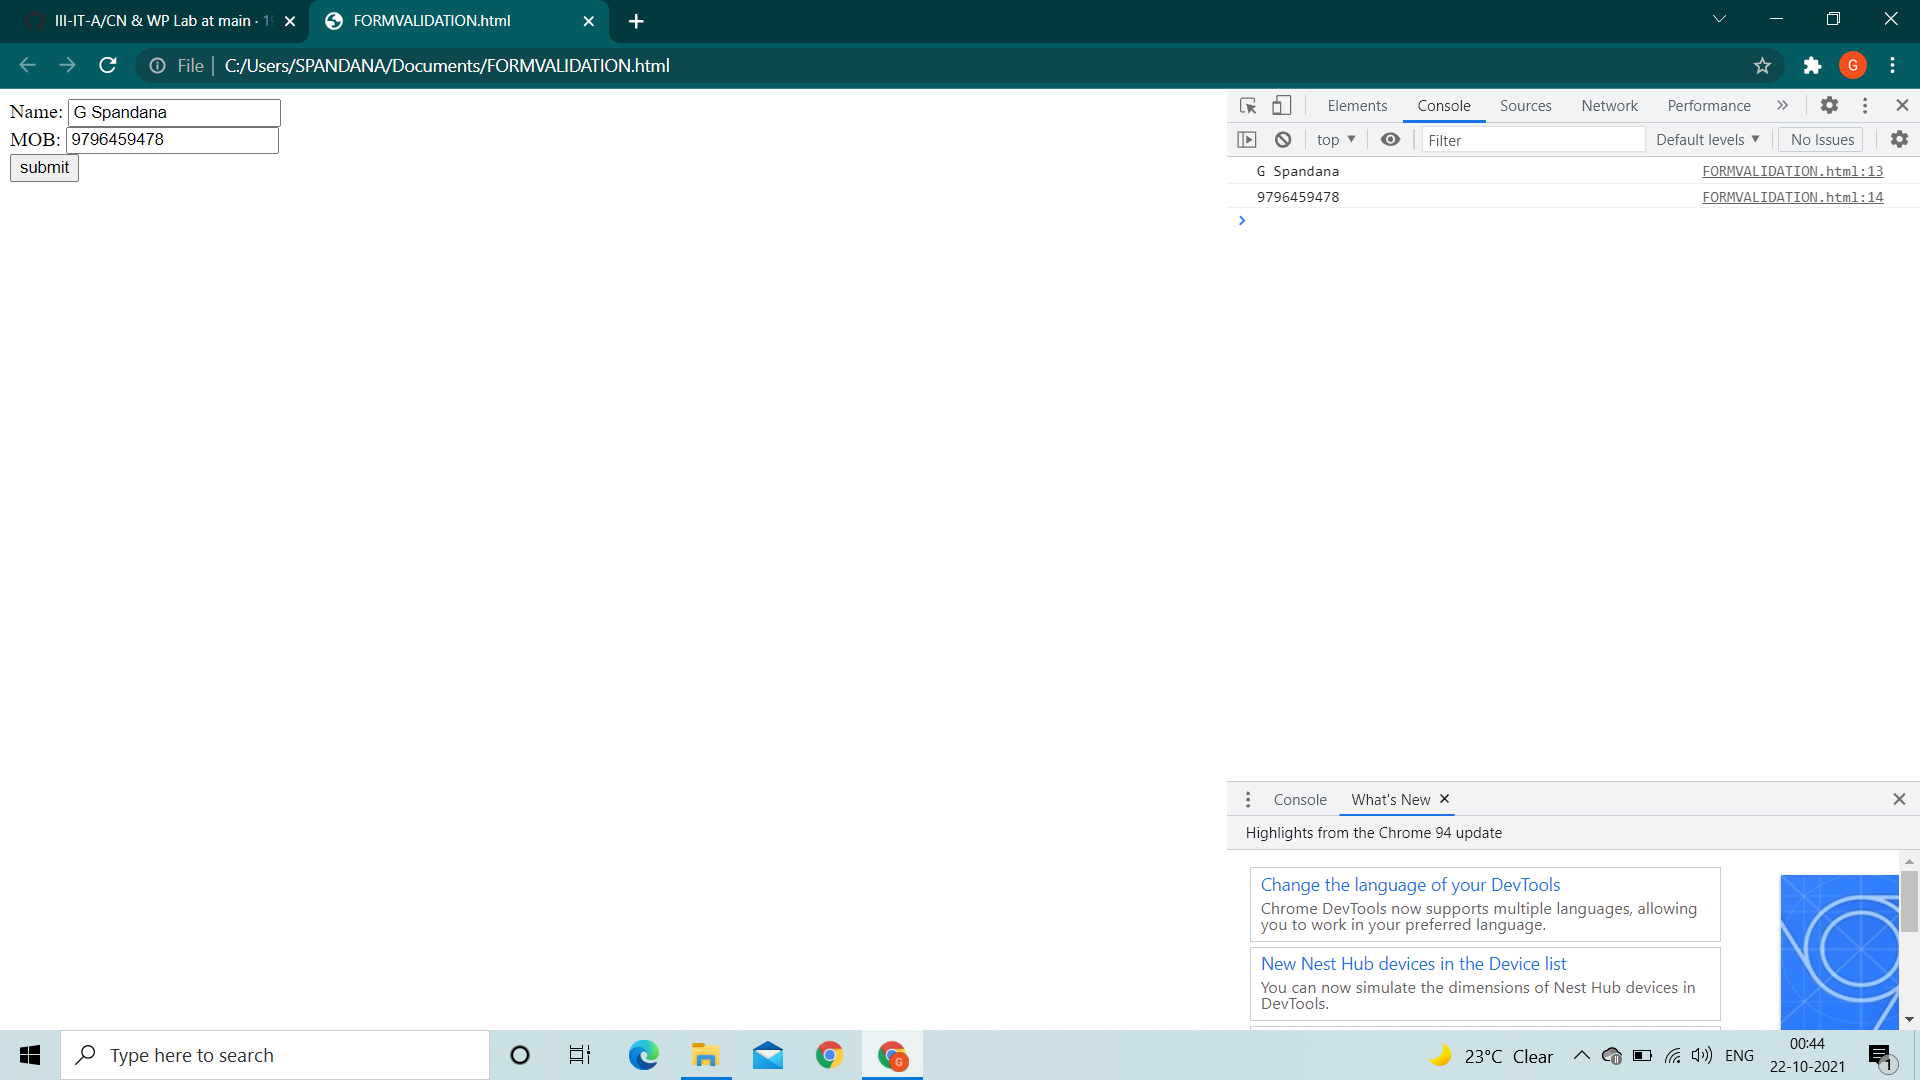 III-IT-A/CN & WP Lab at main · 19
FORMVALIDATION.html
File | C:/Users/SPANDANA/Documents/FORMVALIDATION.html
G
Name: G Spandana
MOB: 9796459478
submit
Elements Console Sources Network Performance
top Filter Default levels No Issues
G Spandana FORMVALIDATION.html:13
9796459478 FORMVALIDATION.html:14
Console What's New
Highlights from the Chrome 94 update
Change the language of your DevTools
Chrome DevTools now supports multiple languages, allowing
you to work in your preferred language.
New Nest Hub devices in the Device list
You can now simulate the dimensions of Nest Hub devices in
DevTools.
Type here to search
G
23°C Clear
ENG
00:44
22-10-2021
1